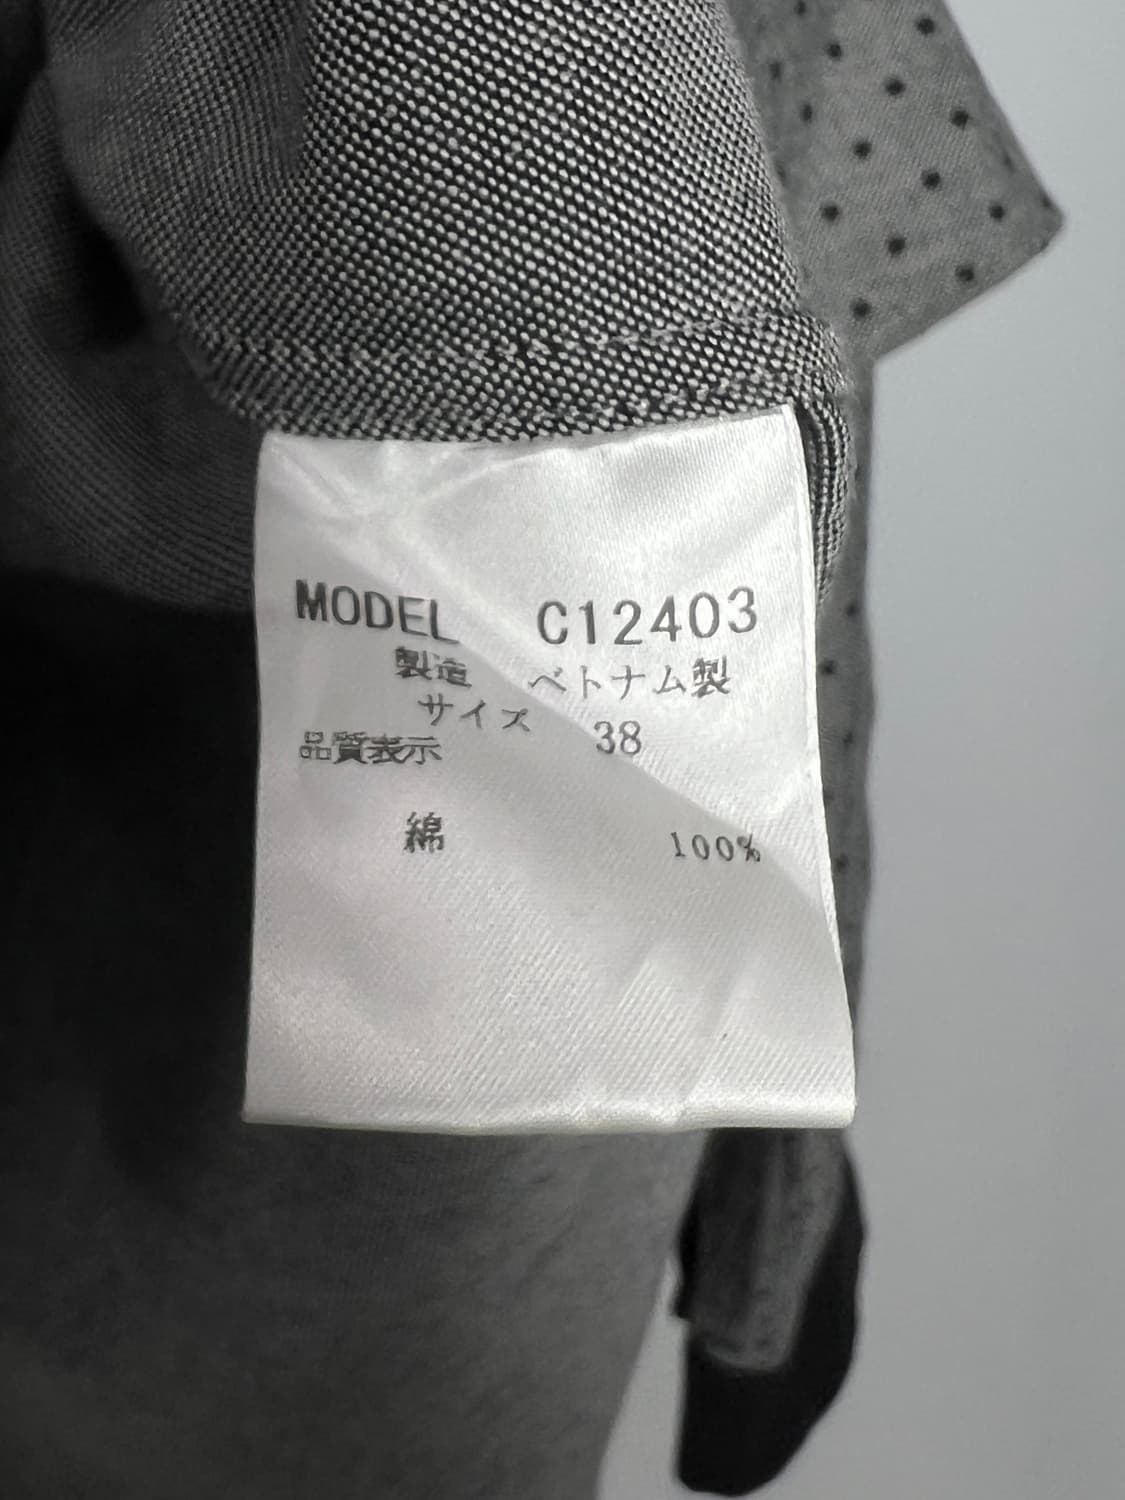 MODEL C12403
製造 ベトナム製
サイズ 38
品質表示
綿 100%